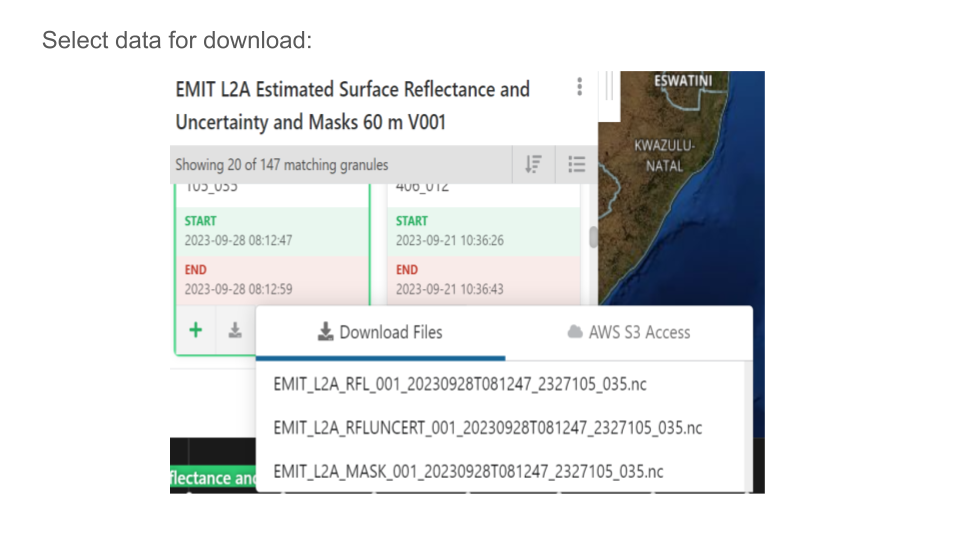 Select data for download:
EMIT L2A Estimated Surface Reflectance and
Uncertainty and Masks 60 m V001
Showing 20 of 147 matching granules
105_035
406_012
START
2023-09-28 08:12:47
END
2023-09-28 08:12:59
START
2023-09-21 10:36:26
END
2023-09-21 10:36:43
ESWATINI
KWAZULU-
NATAL
Download Files
AWS S3 Access
EMIT_L2A_RFL_001_20230928T081247_2327105_035.nc
EMIT_L2A_RFLUNCERT_001_20230928T081247_2327105_035.nc
EMIT_L2A_MASK_001_20230928T081247_2327105_035.nc
flectance and